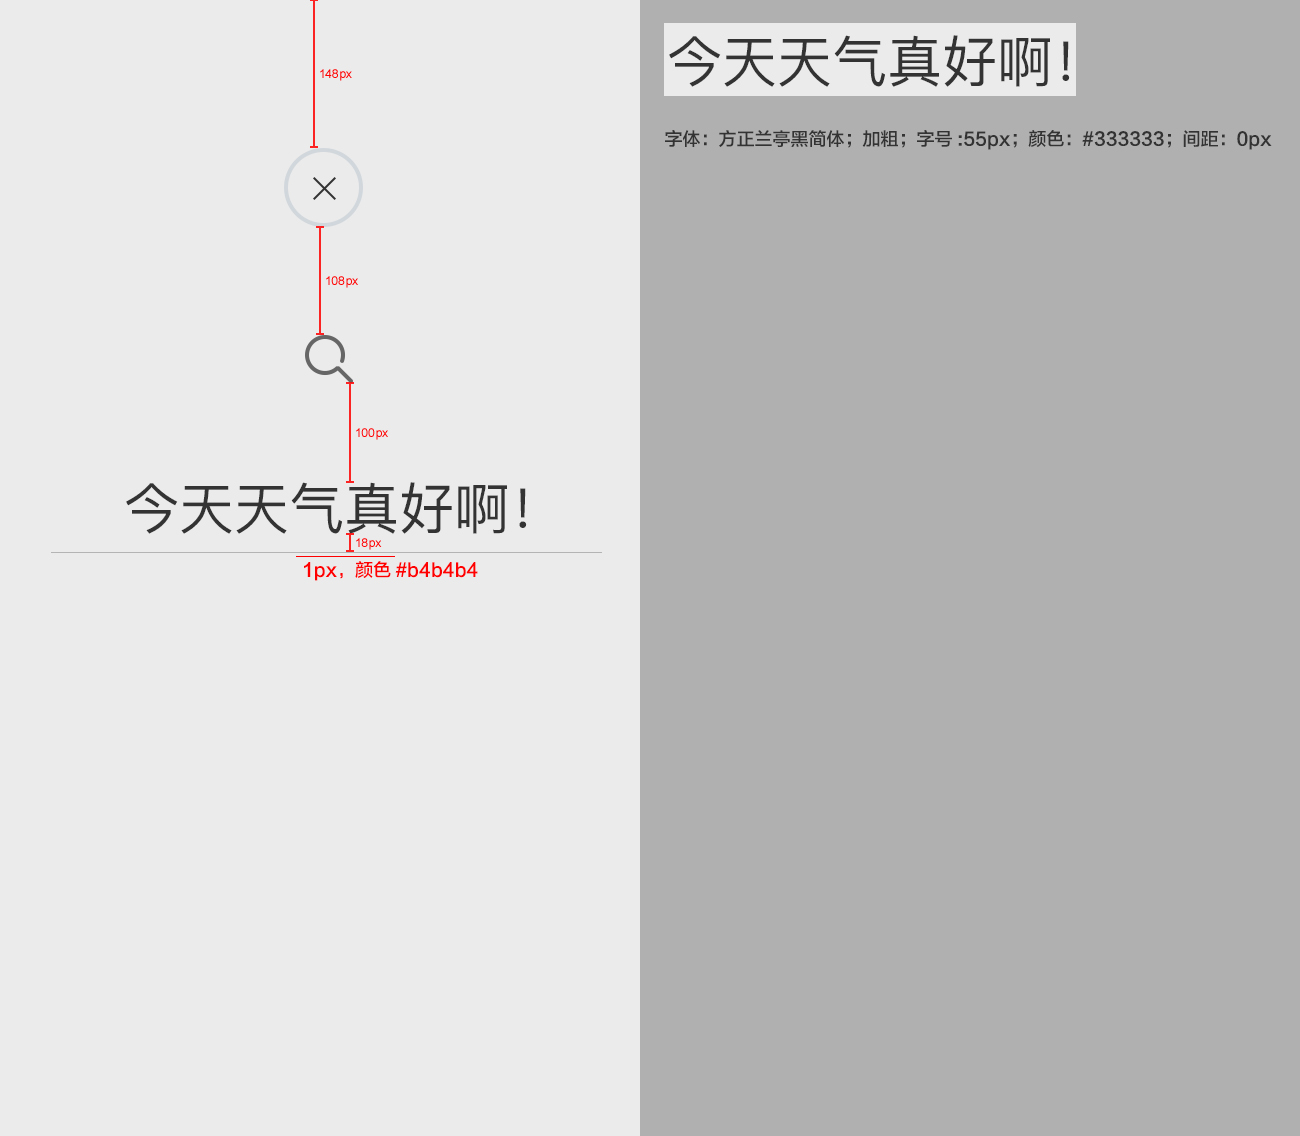 148px
108px
100px
今天天气真好啊！
18px
1px，颜色 #b4b4b4
今天天气真好啊！
字体：方正兰亭黑简体；加粗；字号 :55px；颜色：#333333；间距：0px